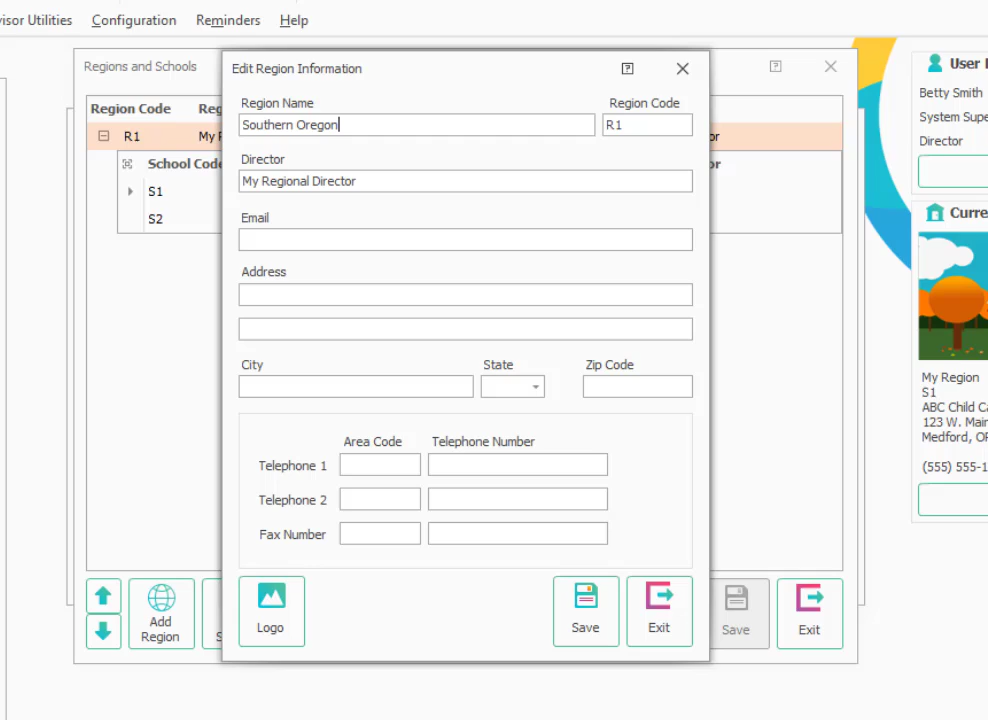 Utilities Configuration Reminders Help
Regions and Schools
Region Code
R1 My
School Code
S1
S2
Add
Region
Save
Exit
Edit Region Information
Region Name Region Code
Southern Oregon R1
Director
My Regional Director
Email
Address
City State Zip Code
Area Code Telephone Number
Telephone 1
Telephone 2
Fax Number
Logo Save Exit
User
Betty Smith
System Supe
Director
Curre
My Region
S1
ABC Child Ca
123 W. Main
Medford, OR
(555) 555-1